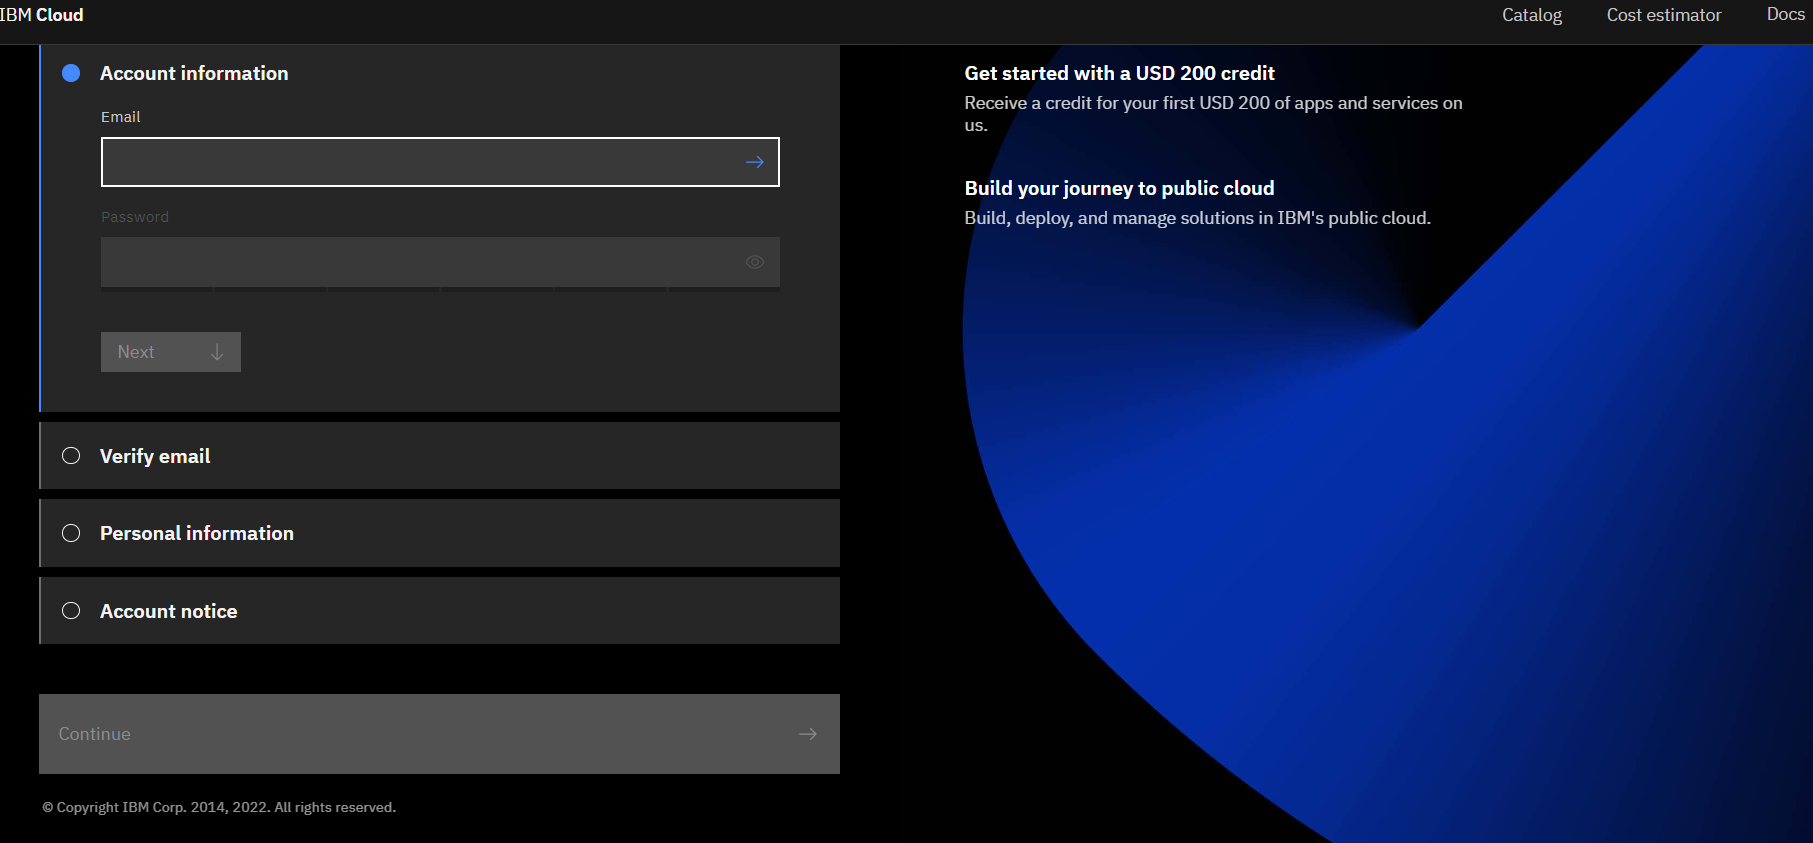 IBM Cloud
Catalog
Cost estimator
Docs
Account information
Email
Password
Next
Verify email
Personal information
Account notice
Continue
© Copyright IBM Corp. 2014, 2022. All rights reserved.
Get started with a USD 200 credit
Receive a credit for your first USD 200 of apps and services on
us.
Build your journey to public cloud
Build, deploy, and manage solutions in IBM's public cloud.